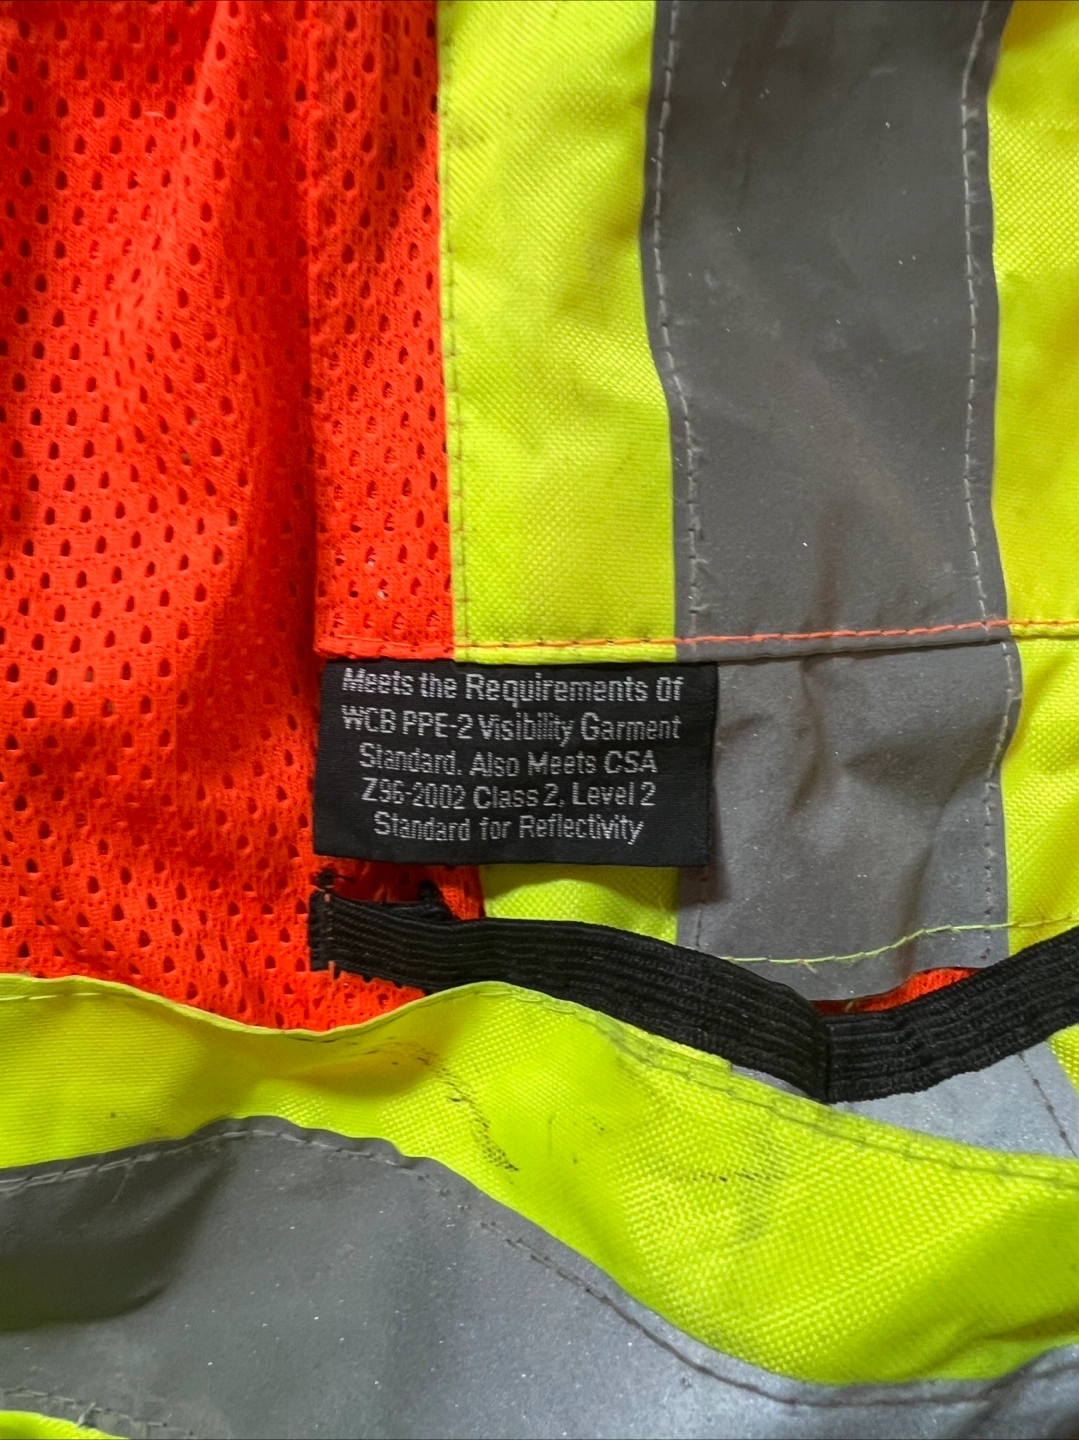 Meets the Requirements Of
WCB PPE-2 Visibility Garment
Standard. Also Meets CSA
Z96-2002 Class 2, Level 2
Standard for Reflectivity